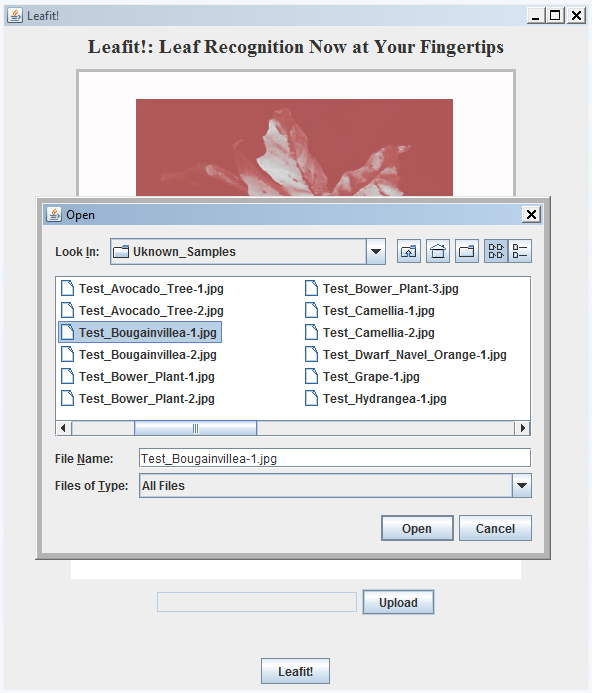 Leafit!
Leafit!: Leaf Recognition Now at Your Fingertips
Open
Look In: Uknown_Samples
Test_Avocado_Tree-1.jpg
Test_Avocado_Tree-2.jpg
Test_Bougainvillea-1.jpg
Test_Bougainvillea-2.jpg
Test_Bower_Plant-1.jpg
Test_Bower_Plant-2.jpg
Test_Bower_Plant-3.jpg
Test_Camellia-1.jpg
Test_Camellia-2.jpg
Test_Dwarf_Navel_Orange-1.jpg
Test_Grape-1.jpg
Test_Hydrangea-1.jpg
File Name: Test_Bougainvillea-1.jpg
Files of Type: All Files
Open Cancel
Upload
Leafit!